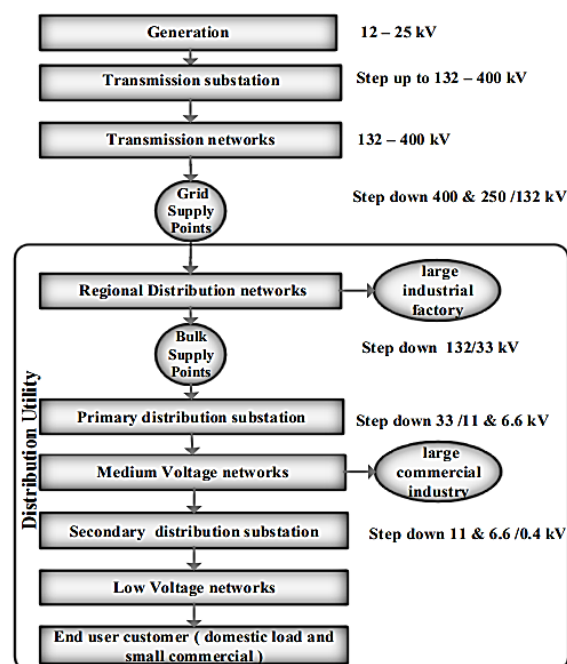 Generation
12 – 25 kV
Transmission substation
Step up to 132 – 400 kV
Transmission networks
132 – 400 kV
Grid
Supply
Points
Step down 400 & 250 /132 kV
Distribution Utility
Regional Distribution networks
large
industrial
factory
Bulk
Supply
Points
Step down 132/33 kV
Primary distribution substation
Step down 33 /11 & 6.6 kV
Medium Voltage networks
large
commercial
industry
Secondary distribution substation
Step down 11 & 6.6 /0.4 kV
Low Voltage networks
End user customer ( domestic load and
small commercial )